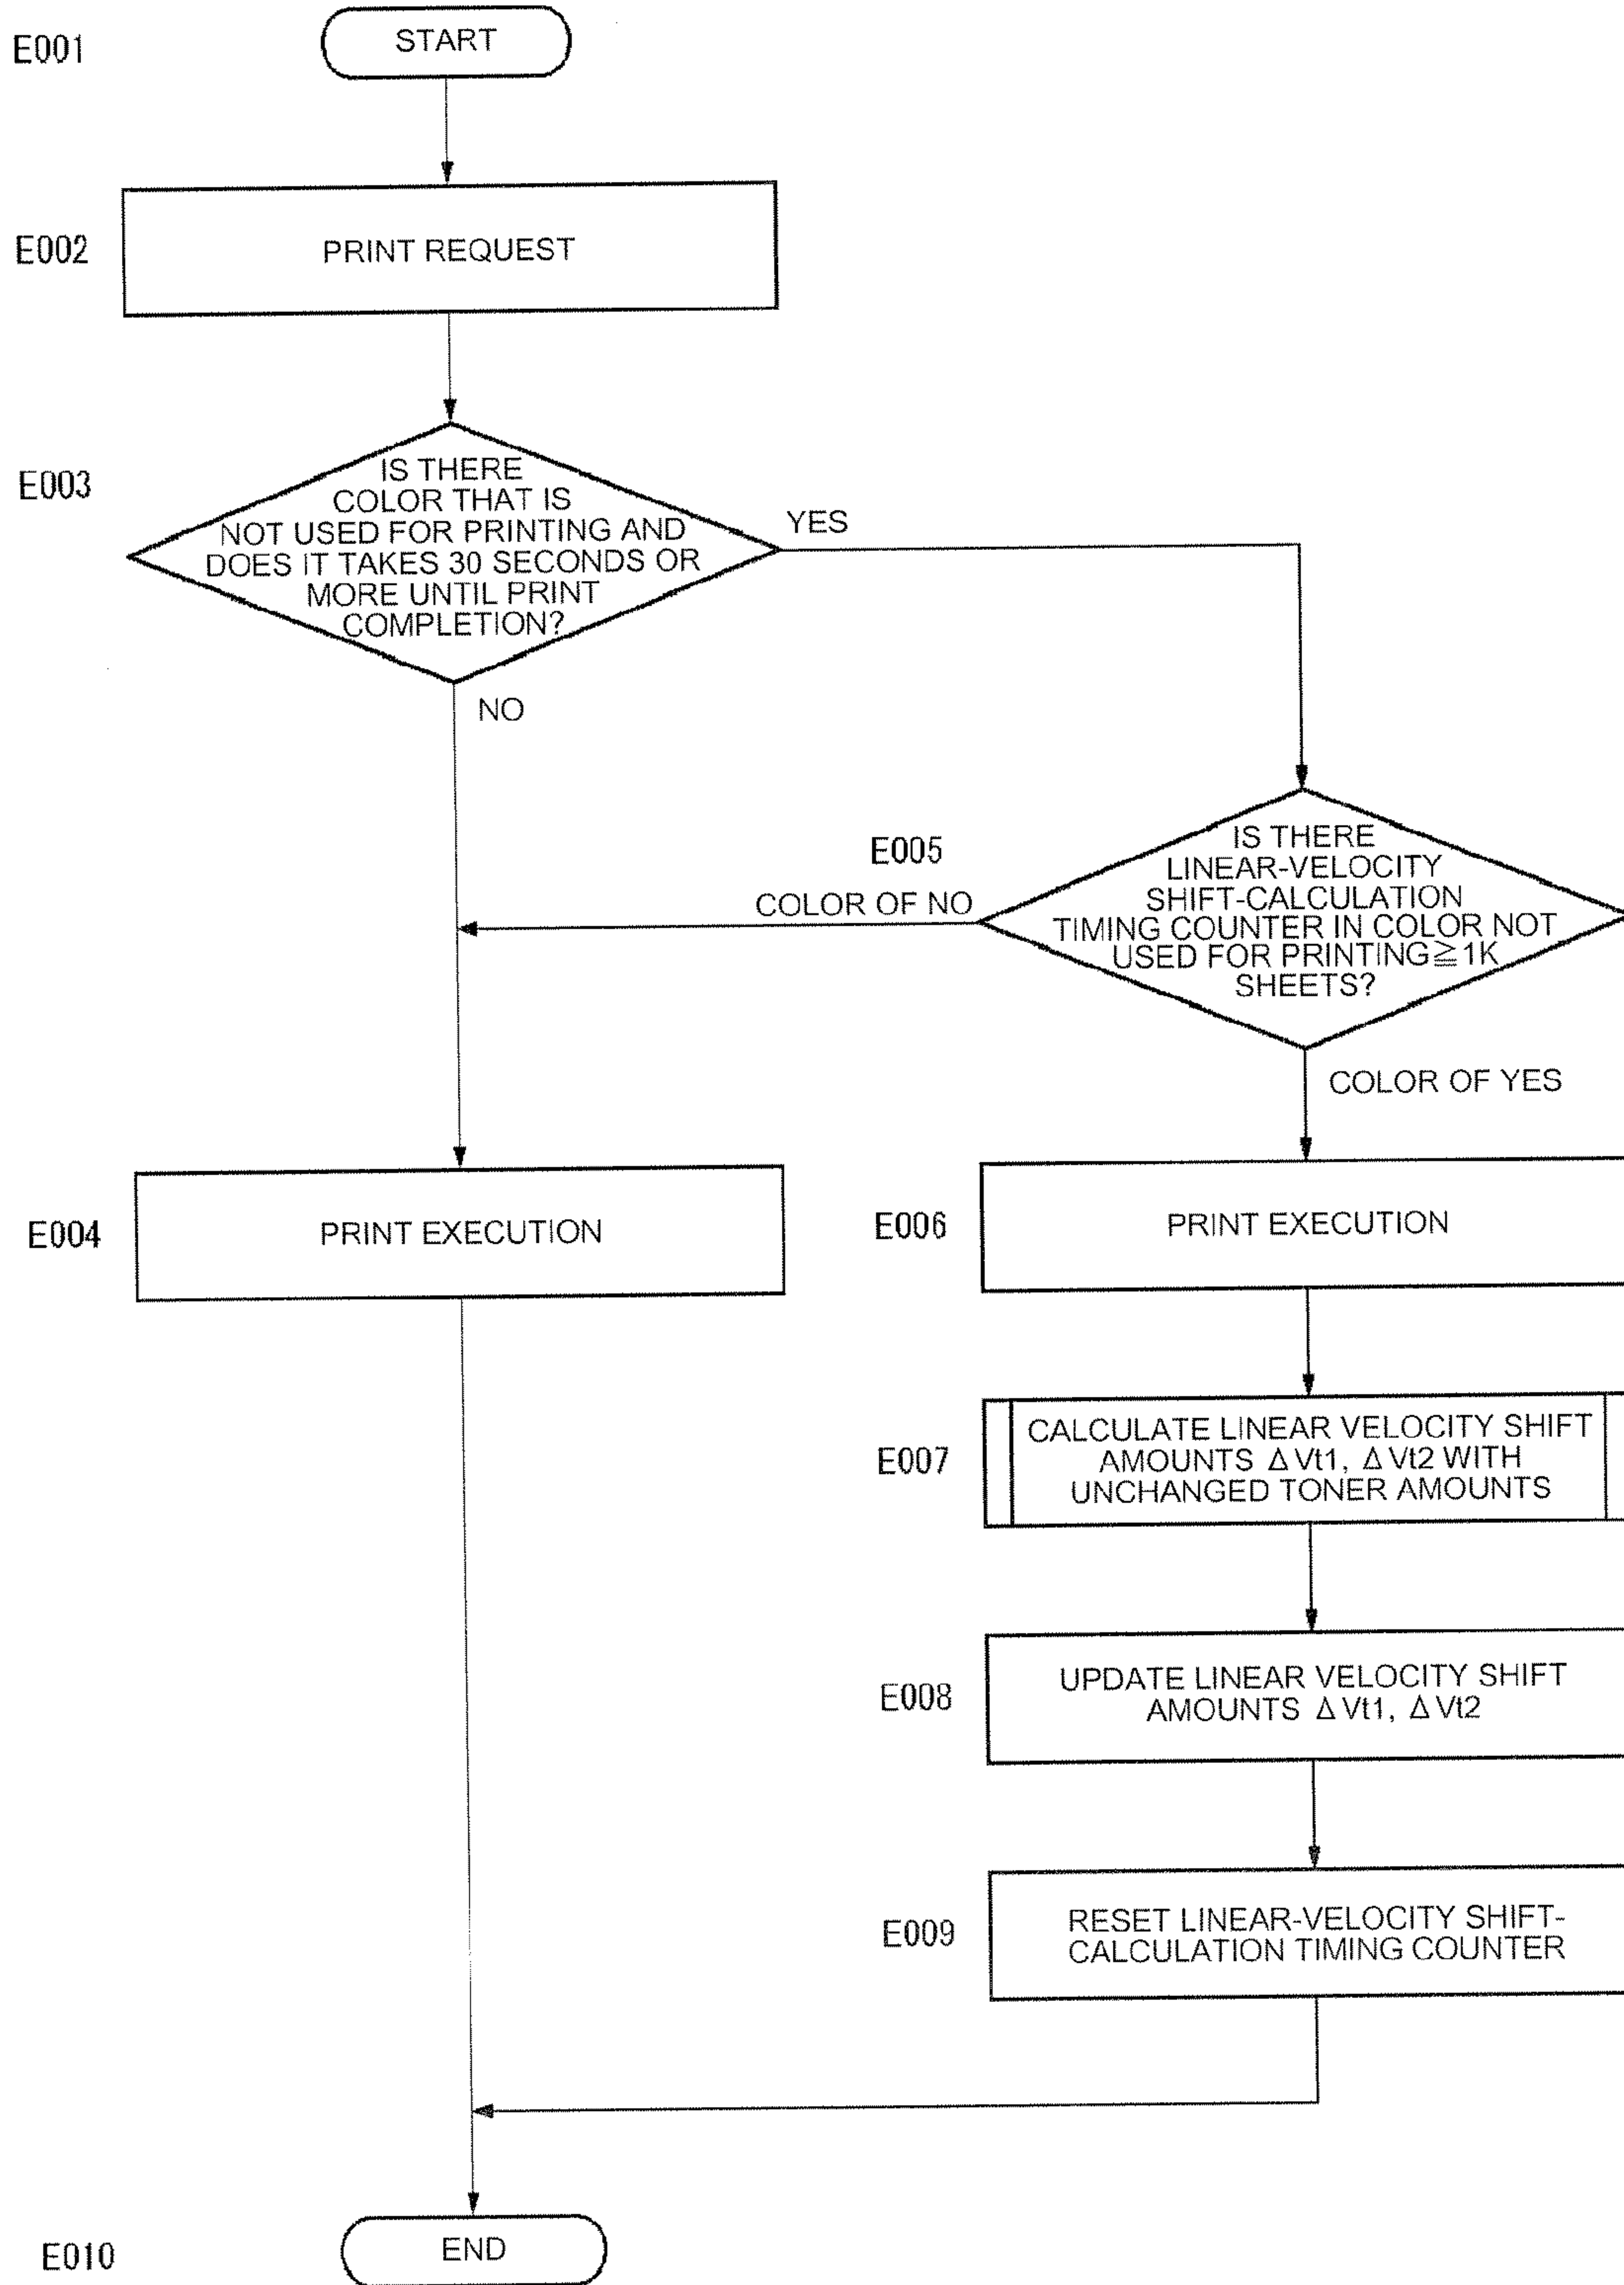 E001
START
E002
PRINT REQUEST
E003
IS THERE
COLOR THAT IS
NOT USED FOR PRINTING AND
DOES IT TAKES 30 SECONDS OR
MORE UNTIL PRINT
COMPLETION?
YES
NO
E005
IS THERE
LINEAR-VELOCITY
SHIFT-CALCULATION
TIMING COUNTER IN COLOR NOT
USED FOR PRINTING≧1K
SHEETS?
COLOR OF NO
COLOR OF YES
E004
PRINT EXECUTION
E006
PRINT EXECUTION
E007
CALCULATE LINEAR VELOCITY SHIFT
AMOUNTS ΔVt1, ΔVt2 WITH
UNCHANGED TONER AMOUNTS
E008
UPDATE LINEAR VELOCITY SHIFT
AMOUNTS ΔVt1, ΔVt2
E009
RESET LINEAR-VELOCITY SHIFT-
CALCULATION TIMING COUNTER
E010
END